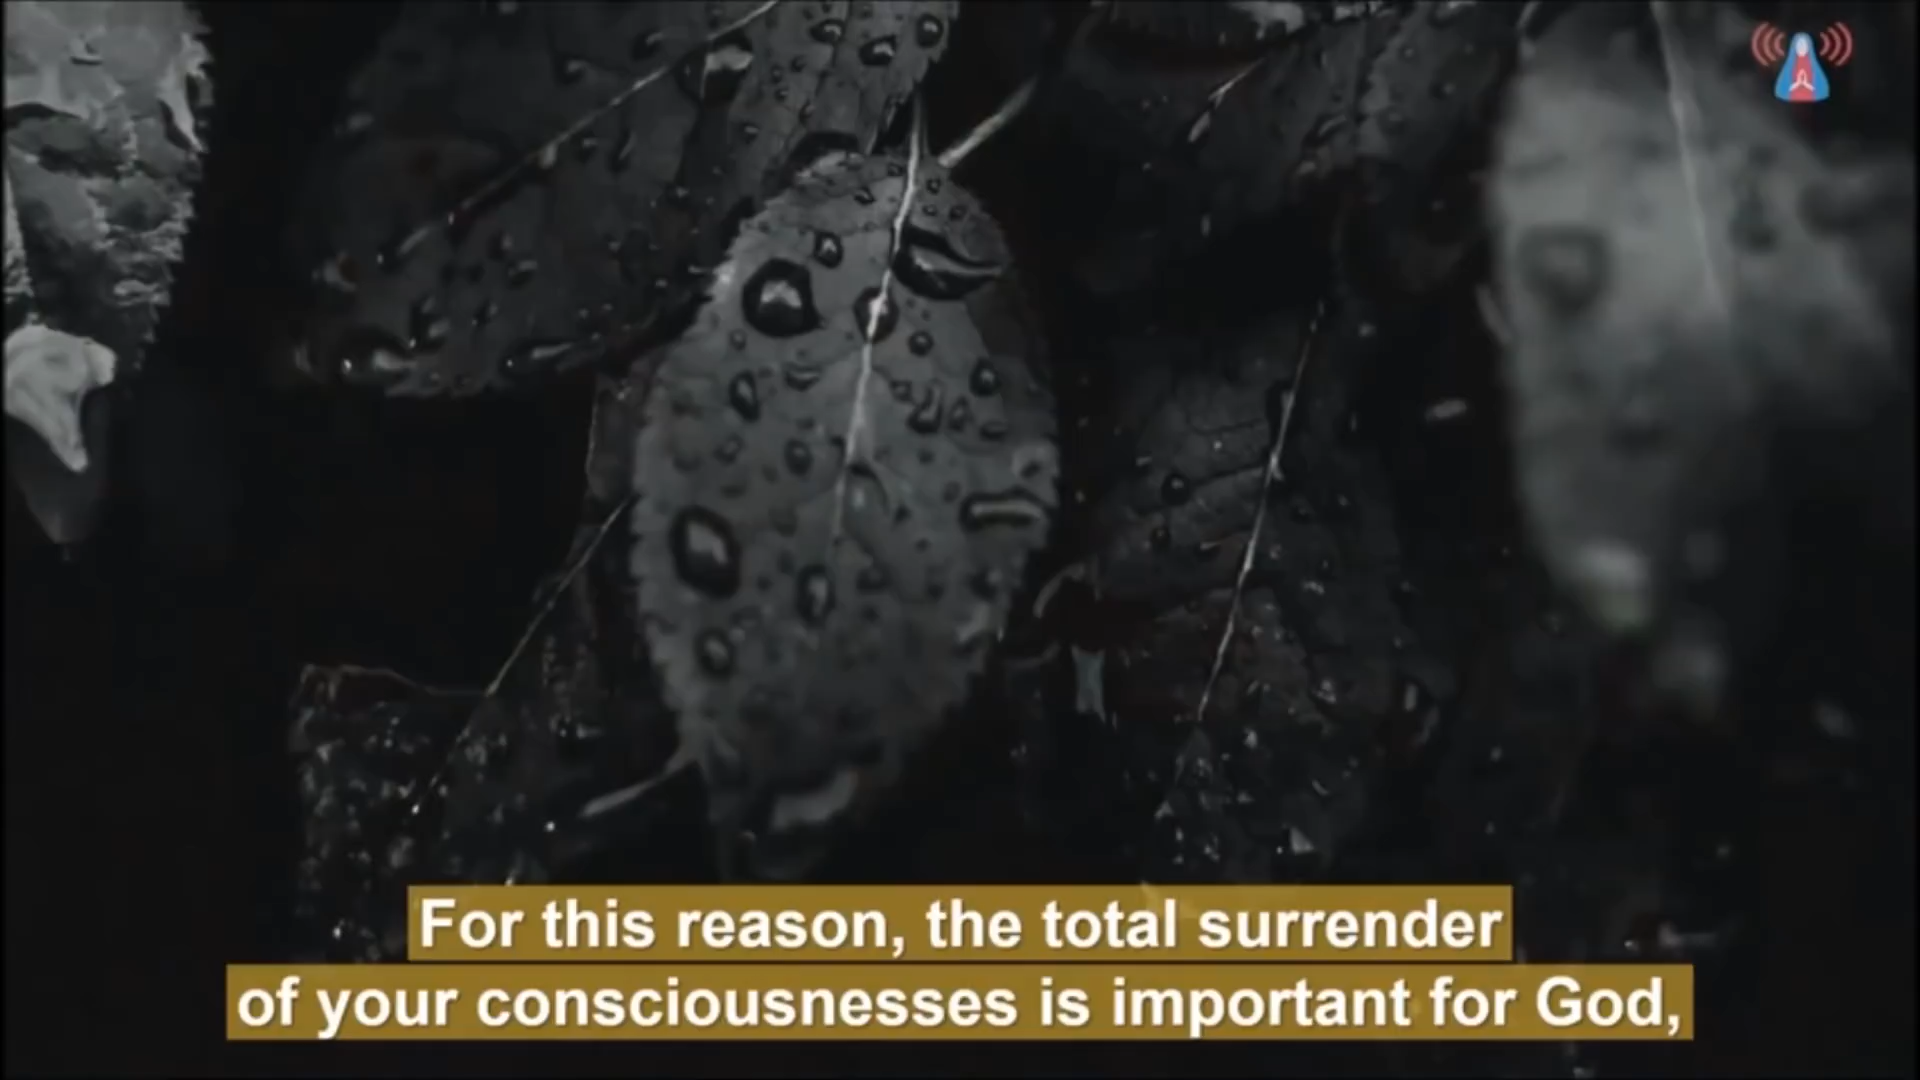 For this reason, the total surrender
of your consciousnesses is important for God,